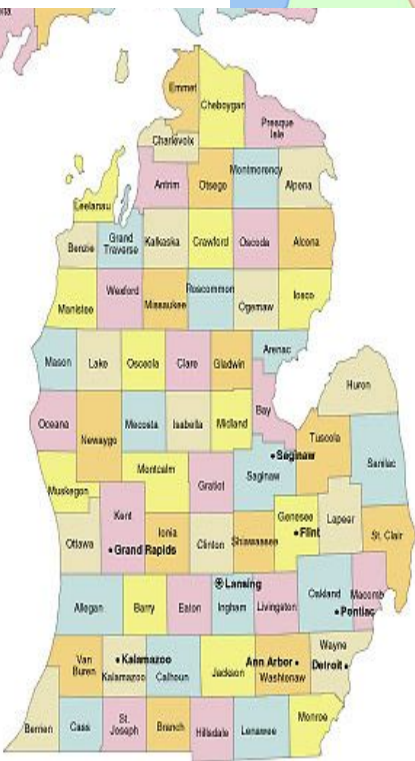 Emmet
Cheboygan
Presque
Isle
Charlevoix
Antrim
Otsego
Montmorency
Alpena
Leelanau
Benzie
Grand
Traverse
Kalkaska
Crawford
Oscoda
Alcona
Manistee
Wexford
Missaukee
Roscommon
Ogemaw
Iosco
Mason
Lake
Osceola
Clare
Gladwin
Arenac
Huron
Oceana
Newaygo
Mecosta
Isabella
Midland
Bay
Tuscola
Sanilac
Saginaw
Saginaw
Montcalm
Gratiot
Muskegon
Kent
Genesee
Flint
Lapeer
St. Clair
Ottawa
Grand Rapids
Ionia
Clinton
Shiawassee
Lansing
Oakland
Macomb
Pontiac
Allegan
Barry
Eaton
Ingham
Livingston
Van
Buren
Kalamazoo
Kalamazoo
Calhoun
Jackson
Ann Arbor
Washtenaw
Wayne
Detroit
Berrien
Cass
St.
Joseph
Branch
Hillsdale
Lenawee
Monroe